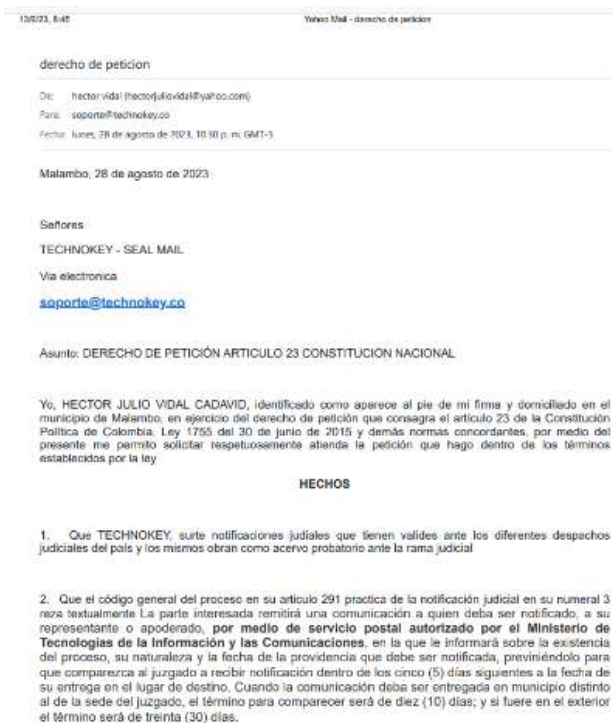 13/9/23, 8:45 Yahoo Mail - derecho de peticion
derecho de peticion
De: hector vidal (hectorjuliovidal@yahoo.com)
Para: soporte@technokey.co
Fecha: lunes, 28 de agosto de 2023, 10:30 p. m. GMT-5
Malambo, 28 de agosto de 2023
Señores
TECHNOKEY - SEAL MAIL
Via electronica
soporte@technokey.co
Asunto: DERECHO DE PETICIÓN ARTICULO 23 CONSTITUCION NACIONAL
Yo, HECTOR JULIO VIDAL CADAVID, identificado como aparece al pie de mi firma y domiciliado en el
municipio de Malambo, en ejercicio del derecho de petición que consagra el artículo 23 de la Constitución
Política de Colombia, Ley 1755 del 30 de junio de 2015 y demás normas concordantes, por medio del
presente me permito solicitar respetuosamente atienda la petición que hago dentro de los términos
establecidos por la ley
HECHOS
1. Que TECHNOKEY, surte notificaciones judiales que tienen valides ante los diferentes despachos
judiciales del país y los mismos obran como acervo probatorio ante la rama judicial
2. Que el código general del proceso en su articulo 291 practica de la notificación judicial en su numeral 3
reza textualmente La parte interesada remitirá una comunicación a quien deba ser notificado, a su
representante o apoderado, por medio de servicio postal autorizado por el Ministerio de
Tecnologías de la Información y las Comunicaciones, en la que le informará sobre la existencia
del proceso, su naturaleza y la fecha de la providencia que debe ser notificada, previniéndolo para
que comparezca al juzgado a recibir notificación dentro de los cinco (5) días siguientes a la fecha de
su entrega en el lugar de destino. Cuando la comunicación deba ser entregada en municipio distinto
al de la sede del juzgado, el término para comparecer será de diez (10) días; y si fuere en el exterior
el término será de treinta (30) días.